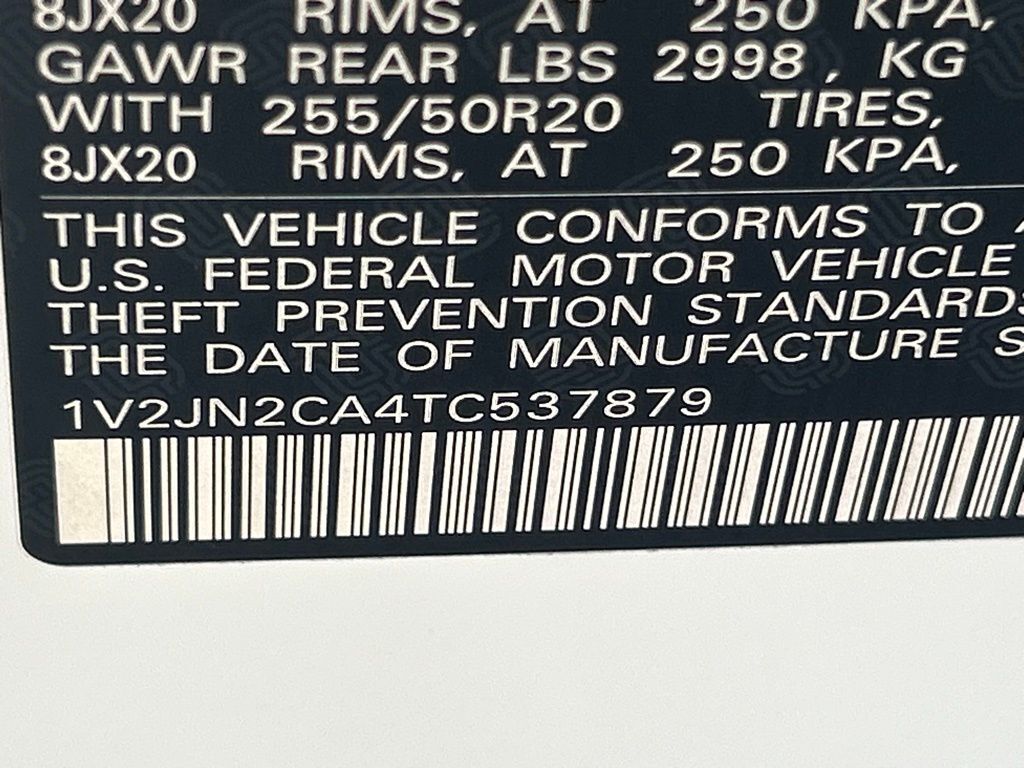 8JX20 RIMS, AT 250 KPA,
GAWR REAR LBS 2998, KG
WITH 255/50R20 TIRES,
8JX20 RIMS, AT 250 KPA,
THIS VEHICLE CONFORMS TO A
U.S. FEDERAL MOTOR VEHICLE
THEFT PREVENTION STANDARDS
THE DATE OF MANUFACTURE S
1V2JN2CA4TC537879